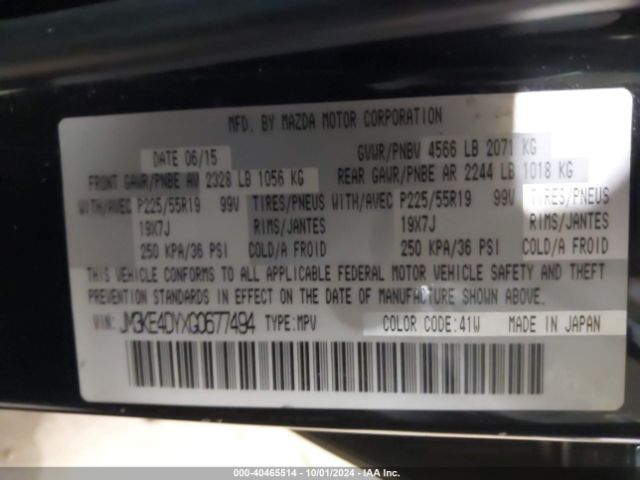 MFD. BY MAZDA MOTOR CORPORATION
DATE 06/15 GVWR/PNBV 4566 LB 2071 KG
FRONT GAWR/PNBE AV 2328 LB 1056 KG REAR GAWR/PNBE AR 2244 LB 1018 KG
WITH/AVEC P225/55R19 99V TIRES/PNEUS WITH/AVEC P225/55R19 99V TIRES/PNEUS
19X7J RIMS/JANTES 19X7J RIMS/JANTES
250 KPA/36 PSI COLD/A FROID 250 KPA/36 PSI COLD/A FROID
THIS VEHICLE CONFORMS TO ALL APPLICABLE FEDERAL MOTOR VEHICLE SAFETY AND THEFT
PREVENTION STANDARDS IN EFFECT ON THE DATE OF MANUFACTURE SHOWN ABOVE.
VIN: JM3KE4DYXG0677494 TYPE:MPV COLOR CODE:41W MADE IN JAPAN
000-40465514 | 10/01/2024 | IAA Inc.